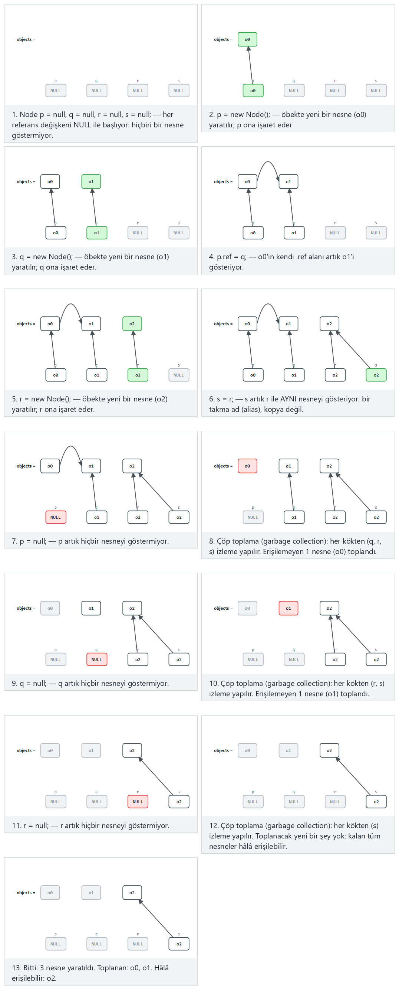 objects =
p q r s
NULL NULL NULL NULL
1. Node p = null, q = null, r = null, s = null; — her
referans değişkeni NULL ile başlıyor: hiçbiri bir nesne
göstermiyor.
objects = o0
p q r s
o0 NULL NULL NULL
2. p = new Node(); — öbekte yeni bir nesne (o0)
yaratılır; p ona işaret eder.
objects = o0 o1
p q r s
o0 o1 NULL NULL
3. q = new Node(); — öbekte yeni bir nesne (o1)
yaratılır; q ona işaret eder.
objects = o0 o1
p q r s
o0 o1 NULL NULL
4. p.ref = q; — o0'in kendi .ref alanı artık o1'i
gösteriyor.
objects = o0 o1 o2
p q r s
o0 o1 o2 NULL
5. r = new Node(); — öbekte yeni bir nesne (o2)
yaratılır; r ona işaret eder.
objects = o0 o1 o2
p q r s
o0 o1 o2 o2
6. s = r; — s artık r ile AYNI nesneyi gösteriyor: bir
takma ad (alias), kopya değil.
objects = o0 o1 o2
p q r s
NULL o1 o2 o2
7. p = null; — p artık hiçbir nesneyi göstermiyor.
objects = o0 o1 o2
p q r s
NULL o1 o2 o2
8. Çöp toplama (garbage collection): her kökten (q, r,
s) izleme yapılır. Erişilemeyen 1 nesne (o0) toplandı.
objects = o0 o1 o2
p q r s
NULL NULL o2 o2
9. q = null; — q artık hiçbir nesneyi göstermiyor.
objects = o0 o1 o2
p q r s
NULL NULL o2 o2
10. Çöp toplama (garbage collection): her kökten (r, s)
izleme yapılır. Erişilemeyen 1 nesne (o1) toplandı.
objects = o0 o1 o2
p q r s
NULL NULL NULL o2
11. r = null; — r artık hiçbir nesneyi göstermiyor.
objects = o0 o1 o2
p q r s
NULL NULL NULL o2
12. Çöp toplama (garbage collection): her kökten (s)
izleme yapılır. Toplanacak yeni bir şey yok: kalan tüm
nesneler hâlâ erişilebilir.
objects = o0 o1 o2
p q r s
NULL NULL NULL o2
13. Bitti: 3 nesne yaratıldı. Toplanan: o0, o1. Hâlâ
erişilebilir: o2.